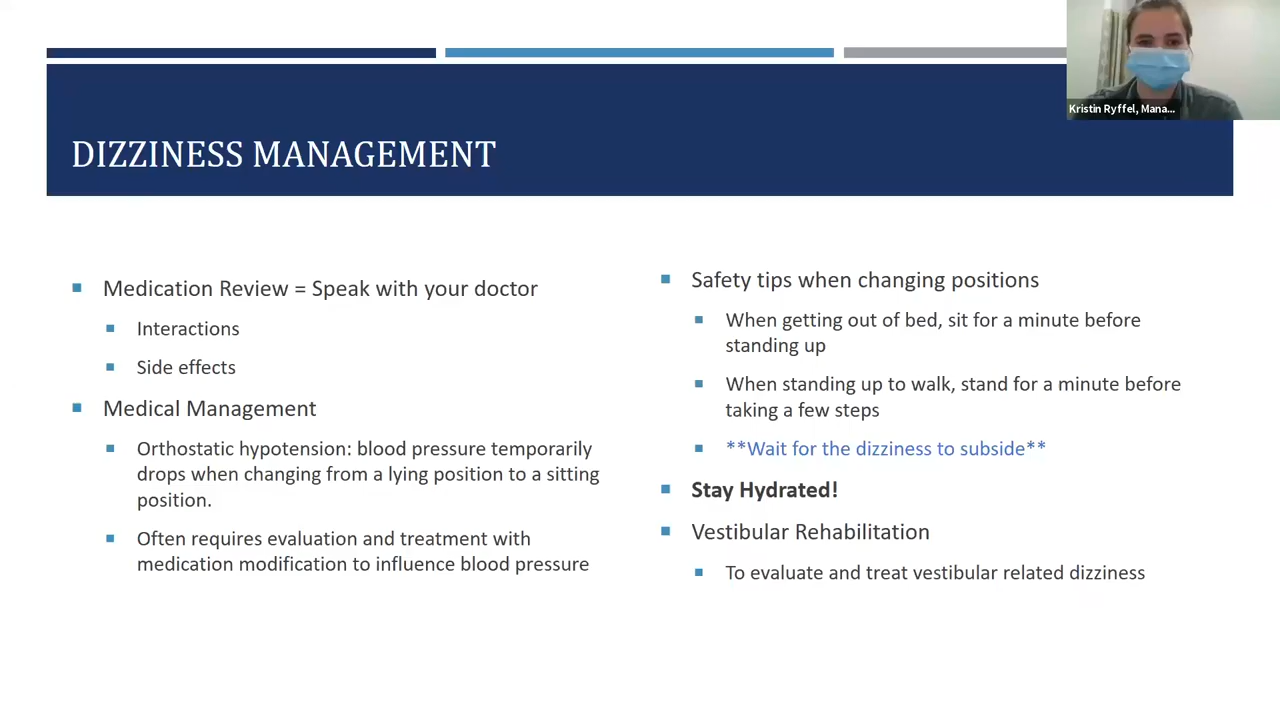 Kristin Ryffel, Mana...
DIZZINESS MANAGEMENT
Medication Review = Speak with your doctor
Interactions
Side effects
Medical Management
Orthostatic hypotension: blood pressure temporarily
drops when changing from a lying position to a sitting
position.
Often requires evaluation and treatment with
medication modification to influence blood pressure
Safety tips when changing positions
When getting out of bed, sit for a minute before
standing up
When standing up to walk, stand for a minute before
taking a few steps
**Wait for the dizziness to subside**
Stay Hydrated!
Vestibular Rehabilitation
To evaluate and treat vestibular related dizziness